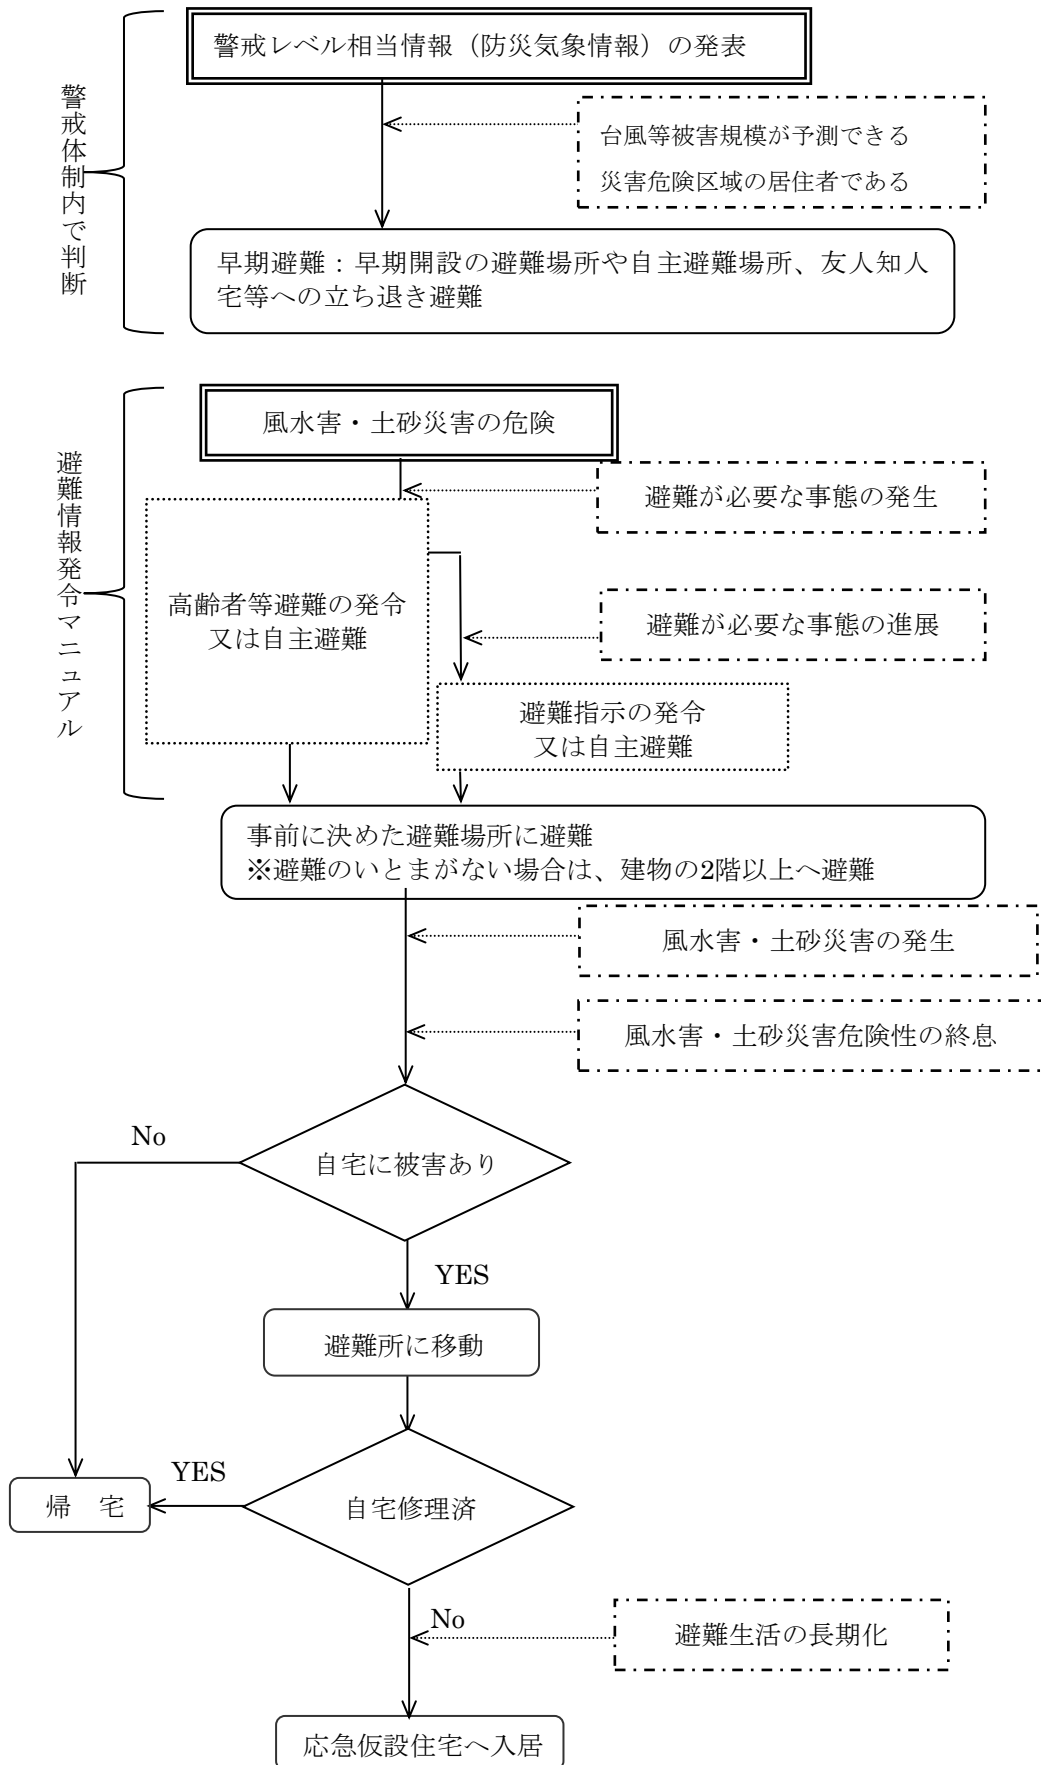 警戒レベル相当情報（防災気象情報）の発表
警戒体制内で判断
台風等被害規模が予測できる
災害危険区域の居住者である
早期避難：早期開設の避難場所や自主避難場所、友人知人
宅等への立ち退き避難
風水害・土砂災害の危険
避難情報発令マニュアル
避難が必要な事態の発生
高齢者等避難の発令
又は自主避難
避難が必要な事態の進展
避難指示の発令
又は自主避難
事前に決めた避難場所に避難
※避難のいとまがない場合は、建物の2階以上へ避難
風水害・土砂災害の発生
風水害・土砂災害危険性の終息
No
自宅に被害あり
YES
避難所に移動
YES
帰　宅
自宅修理済
No
避難生活の長期化
応急仮設住宅へ入居